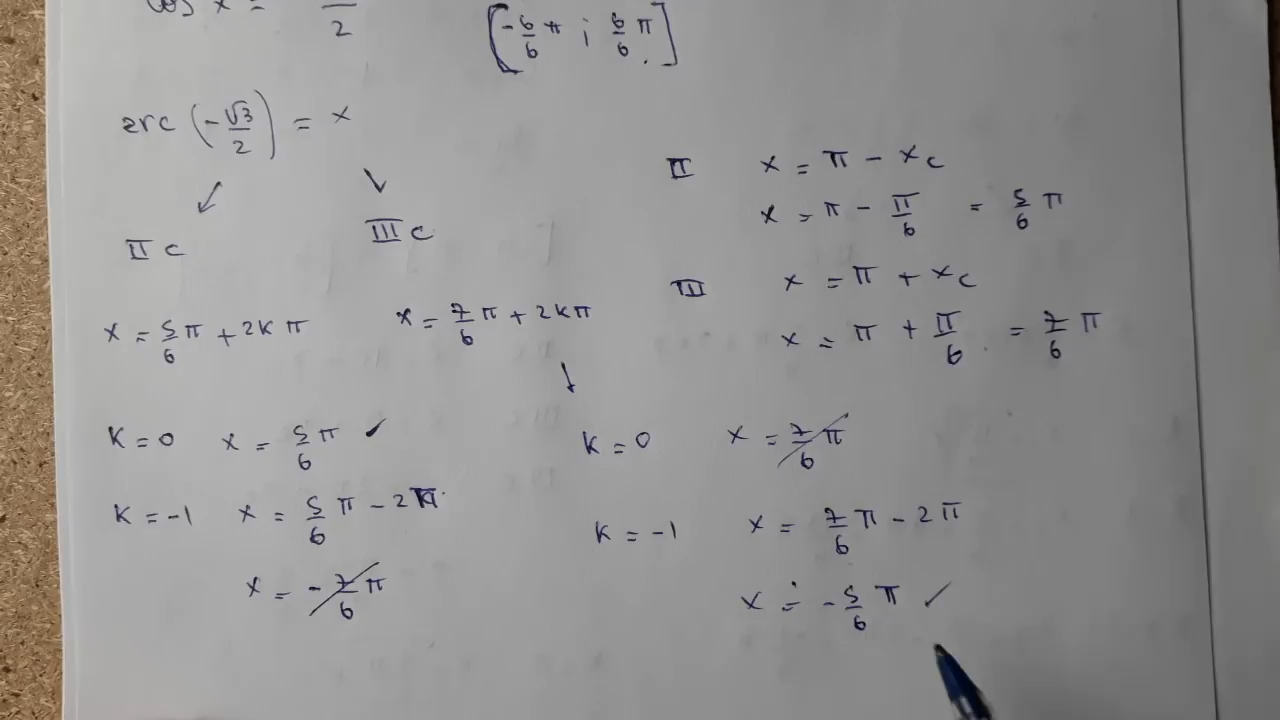 cos x = /2
[-6/6 π ; 6/6 π]
arc (-√3/2) = x
II c
III c
x = 5/6 π + 2kπ
x = 7/6 π + 2kπ
K = 0 x = 5/6 π ✓
K = -1 x = 5/6 π - 2π
x = -7/6 π
II x = π - xc
x = π - π/6 = 5/6 π
III x = π + xc
x = π + π/6 = 7/6 π
K = 0 x = 7/6 π
K = -1 x = 7/6 π - 2π
x = -5/6 π ✓